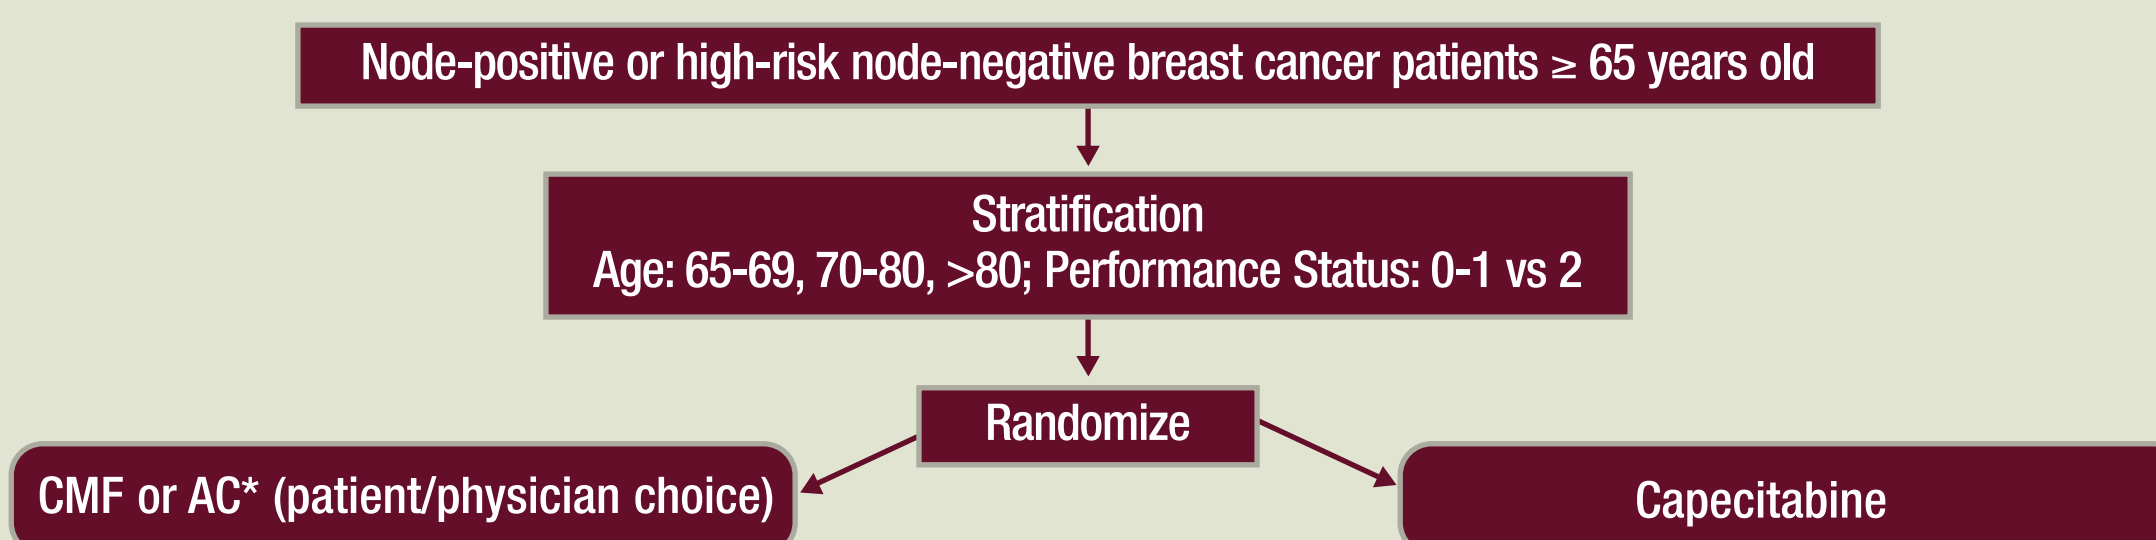 Node-positive or high-risk node-negative breast cancer patients ≥ 65 years old
Stratification
Age: 65-69, 70-80, >80; Performance Status: 0-1 vs 2
Randomize
CMF or AC* (patient/physician choice)
Capecitabine